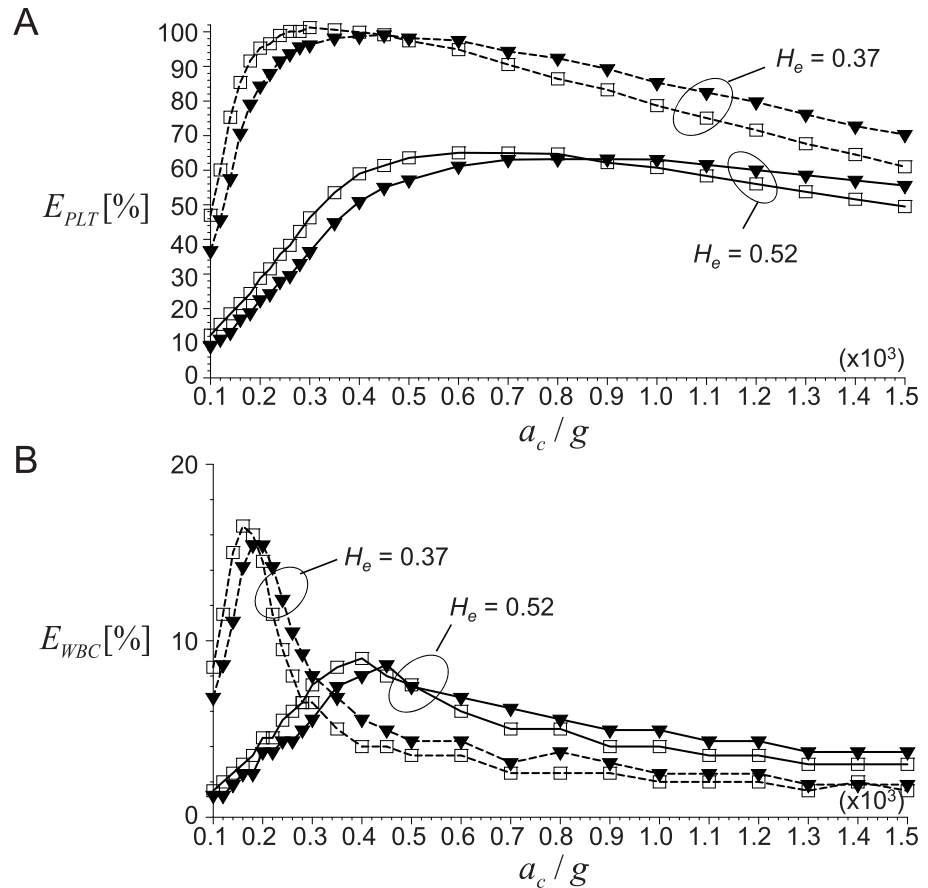 A
100
90
80
70
60
50
40
30
20
10
0
E_PLT [%]
H_e = 0.37
H_e = 0.52
(x10³)
0.1 0.2 0.3 0.4 0.5 0.6 0.7 0.8 0.9 1.0 1.1 1.2 1.3 1.4 1.5
a_c / g
B
20
10
0
E_WBC [%]
H_e = 0.37
H_e = 0.52
(x10³)
0.1 0.2 0.3 0.4 0.5 0.6 0.7 0.8 0.9 1.0 1.1 1.2 1.3 1.4 1.5
a_c / g